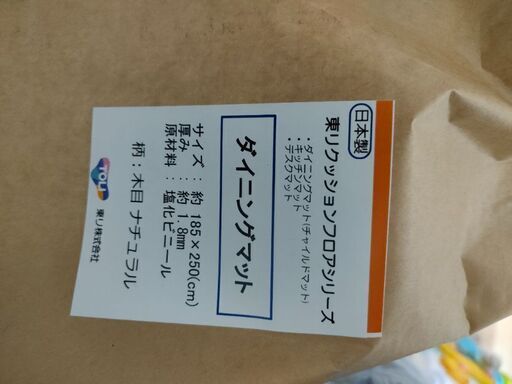 日本製
東リクッションフロアシリーズ
・ダイニングマット(チャイルドマット)
・キッチンマット
・デスクマット
ダイニングマット
サイズ : 約 185×250(cm)
厚み : 約 1.8mm
原材料 : 塩化ビニール
柄 : 木目 ナチュラル
TOLI
東リ株式会社